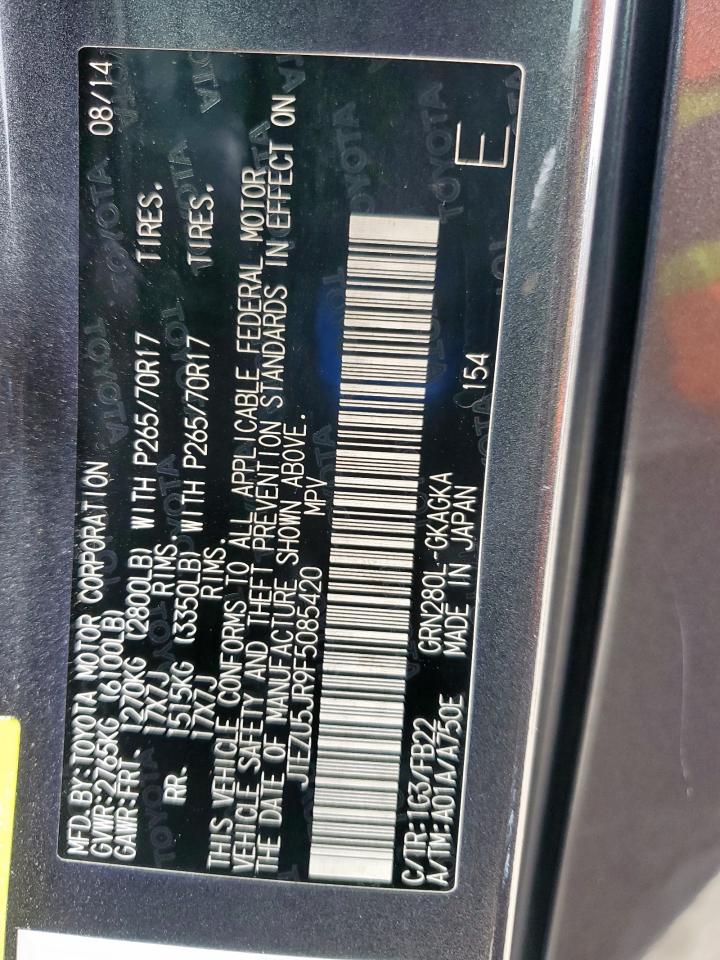 MFD.BY:TOYOTA MOTOR CORPORATION 08/14
GVWR:2765KG (6100LB)
GAWR:FRT. 1270KG (2800LB) WITH P265/70R17 TIRES.
17X7J RIMS.
RR. 1515KG (3350LB) WITH P265/70R17 TIRES.
17X7J RIMS.
THIS VEHICLE CONFORMS TO ALL APPLICABLE FEDERAL MOTOR
VEHICLE SAFETY AND THEFT PREVENTION STANDARDS IN EFFECT ON
THE DATE OF MANUFACTURE SHOWN ABOVE.
JTEZU5JR9F5085420 MPV
C/TR:1G3/FB22 GRN280L-GKAGKA 154
A/TM:A01A/A750E MADE IN JAPAN E